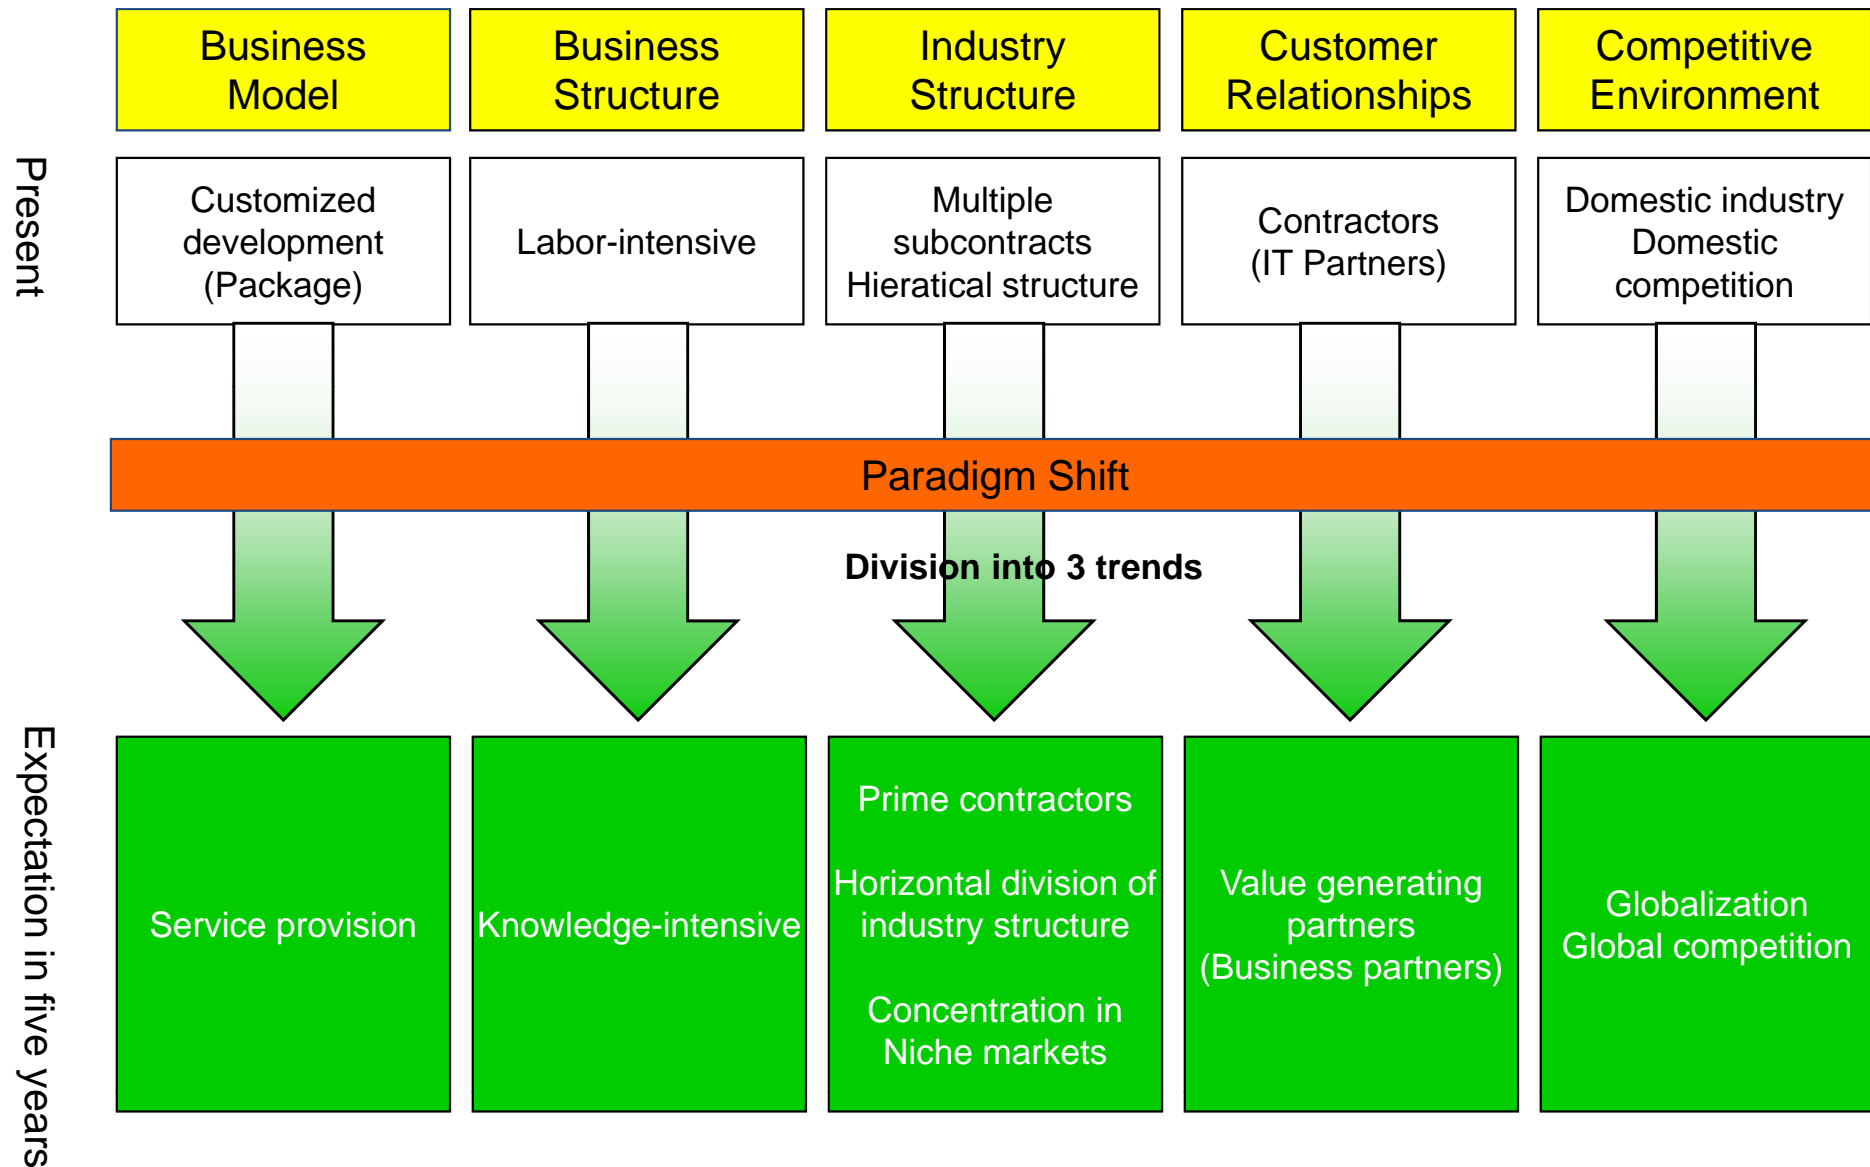 Business
Model
Business
Structure
Industry
Structure
Customer
Relationships
Competitive
Environment
Present
Customized
development
(Package)
Labor-intensive
Multiple
subcontracts
Hieratical structure
Contractors
(IT Partners)
Domestic industry
Domestic
competition
Paradigm Shift
Division into 3 trends
Expectation in five years
Service provision
Knowledge-intensive
Prime contractors
Horizontal division of
industry structure
Concentration in
Niche markets
Value generating
partners
(Business partners)
Globalization
Global competition